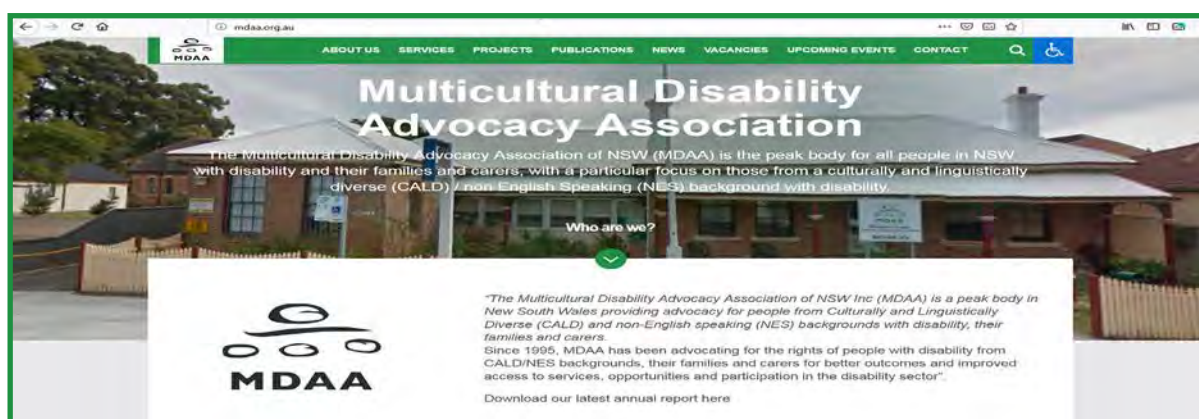 mdaa.org.au
MDAA
ABOUT US SERVICES PROJECTS PUBLICATIONS NEWS VACANCIES UPCOMING EVENTS CONTACT
Multicultural Disability
Advocacy Association
The Multicultural Disability Advocacy Association of NSW (MDAA) is the peak body for all people in NSW
with disability and their families and carers, with a particular focus on those from a culturally and linguistically
diverse (CALD) / non English Speaking (NES) background with disability.
Who are we?
MDAA
"The Multicultural Disability Advocacy Association of NSW Inc (MDAA) is a peak body in
New South Wales providing advocacy for people from Culturally and Linguistically
Diverse (CALD) and non-English speaking (NES) backgrounds with disability, their
families and carers.
Since 1995, MDAA has been advocating for the rights of people with disability from
CALD/NES backgrounds, their families and carers for better outcomes and improved
access to services, opportunities and participation in the disability sector".
Download our latest annual report here